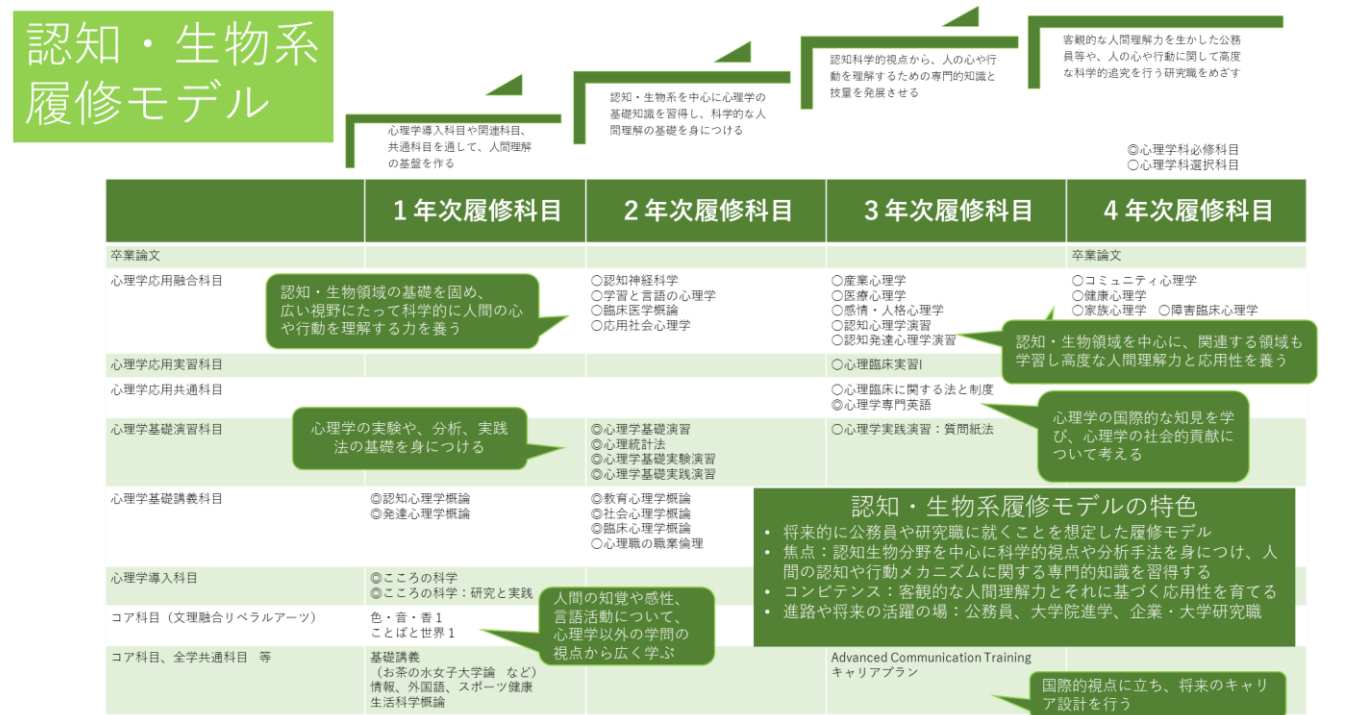 認知・生物系
履修モデル
心理学導入科目や関連科目、
共通科目を通して、人間理解
の基盤を作る
認知・生物系を中心に心理学の
基礎知識を習得し、科学的な人
間理解の基礎を身につける
認知科学的視点から、人の心や行
動を理解するための専門的知識と
技量を発展させる
客観的な人間理解力を生かした公務
員等や、人の心や行動に関して高度
な科学的追究を行う研究職をめざす
◎心理学科必修科目
〇心理学科選択科目
1年次履修科目 2年次履修科目 3年次履修科目 4年次履修科目
卒業論文 卒業論文
心理学応用融合科目
認知・生物領域の基礎を固め、
広い視野にたって科学的に人間の心
や行動を理解する力を養う
〇認知神経科学
〇学習と言語の心理学
〇臨床医学概論
〇応用社会心理学
〇産業心理学
〇医療心理学
〇感情・人格心理学
〇認知心理学演習
〇認知発達心理学演習
〇コミュニティ心理学
〇健康心理学
〇家族心理学 〇障害臨床心理学
認知・生物領域を中心に、関連する領域も
学習し高度な人間理解力と応用性を養う
心理学応用実習科目 〇心理臨床実習I
心理学応用共通科目
〇心理臨床に関する法と制度
◎心理学専門英語
心理学の国際的な知見を学
び、心理学の社会的貢献に
ついて考える
心理学基礎演習科目
心理学の実験や、分析、実践
法の基礎を身につける
◎心理学基礎演習
◎心理統計法
◎心理学基礎実験演習
◎心理学基礎実践演習
〇心理学実践演習：質問紙法
心理学基礎講義科目
◎認知心理学概論
◎発達心理学概論
◎教育心理学概論
◎社会心理学概論
◎臨床心理学概論
〇心理職の職業倫理
認知・生物系履修モデルの特色
• 将来的に公務員や研究職に就くことを想定した履修モデル
• 焦点：認知生物分野を中心に科学的視点や分析手法を身につけ、人
間の認知や行動メカニズムに関する専門的知識を習得する
• コンピテンス：客観的な人間理解力とそれに基づく応用性を育てる
• 進路や将来の活躍の場：公務員、大学院進学、企業・大学研究職
心理学導入科目
◎こころの科学
◎こころの科学：研究と実践
コア科目（文理融合リベラルアーツ）
色・音・香1
ことばと世界1
人間の知覚や感性、
言語活動について、
心理学以外の学問の
視点から広く学ぶ
コア科目、全学共通科目 等
基礎講義
（お茶の水女子大学論 など）
情報、外国語、スポーツ健康
生活科学概論
Advanced Communication Training
キャリアプラン
国際的視点に立ち、将来のキャリ
ア設計を行う